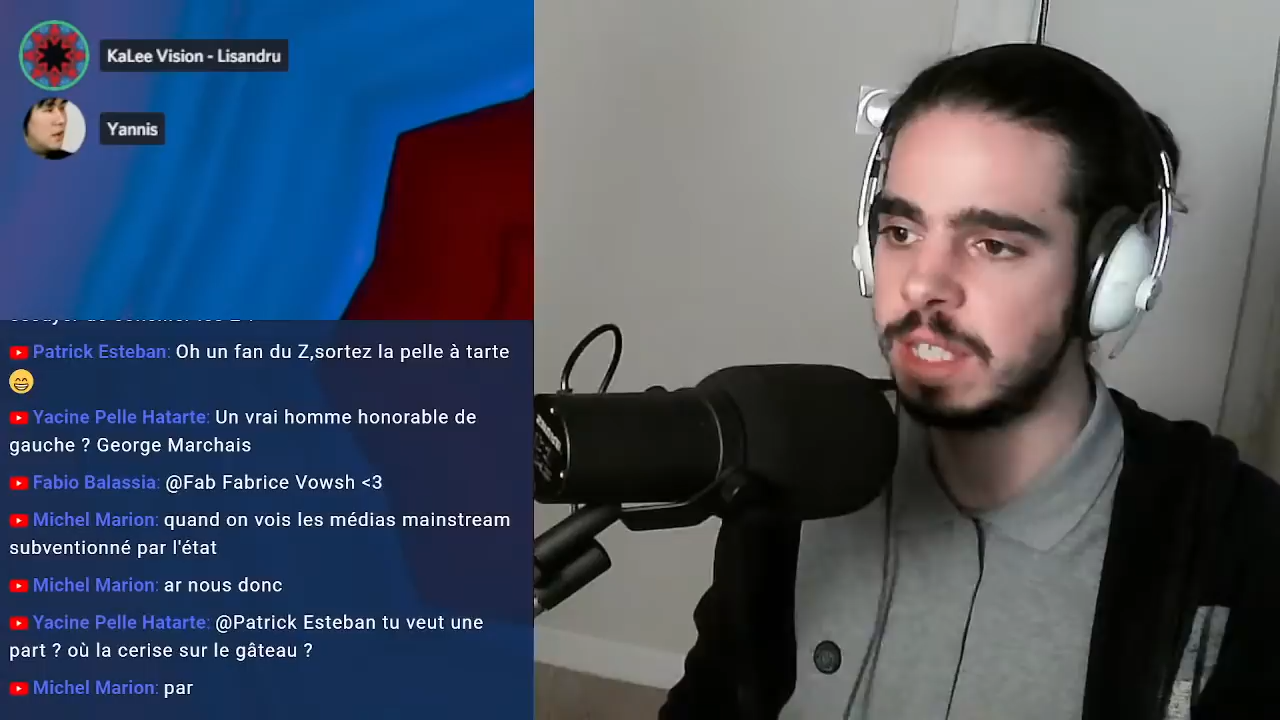 KaLee Vision - Lisandru
Yannis
Patrick Esteban: Oh un fan du Z,sortez la pelle à tarte
😁
Yacine Pelle Hatarte: Un vrai homme honorable de
gauche ? George Marchais
Fabio Balassia: @Fab Fabrice Vowsh <3
Michel Marion: quand on vois les médias mainstream
subventionné par l'état
Michel Marion: ar nous donc
Yacine Pelle Hatarte: @Patrick Esteban tu veut une
part ? où la cerise sur le gâteau ?
Michel Marion: par